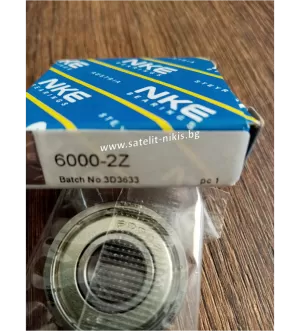 NKE
BEARINGS
NKE
BEARINGS
www.satelit-nikis.bg
6000-2Z
Batch No.3D3633 pc 1